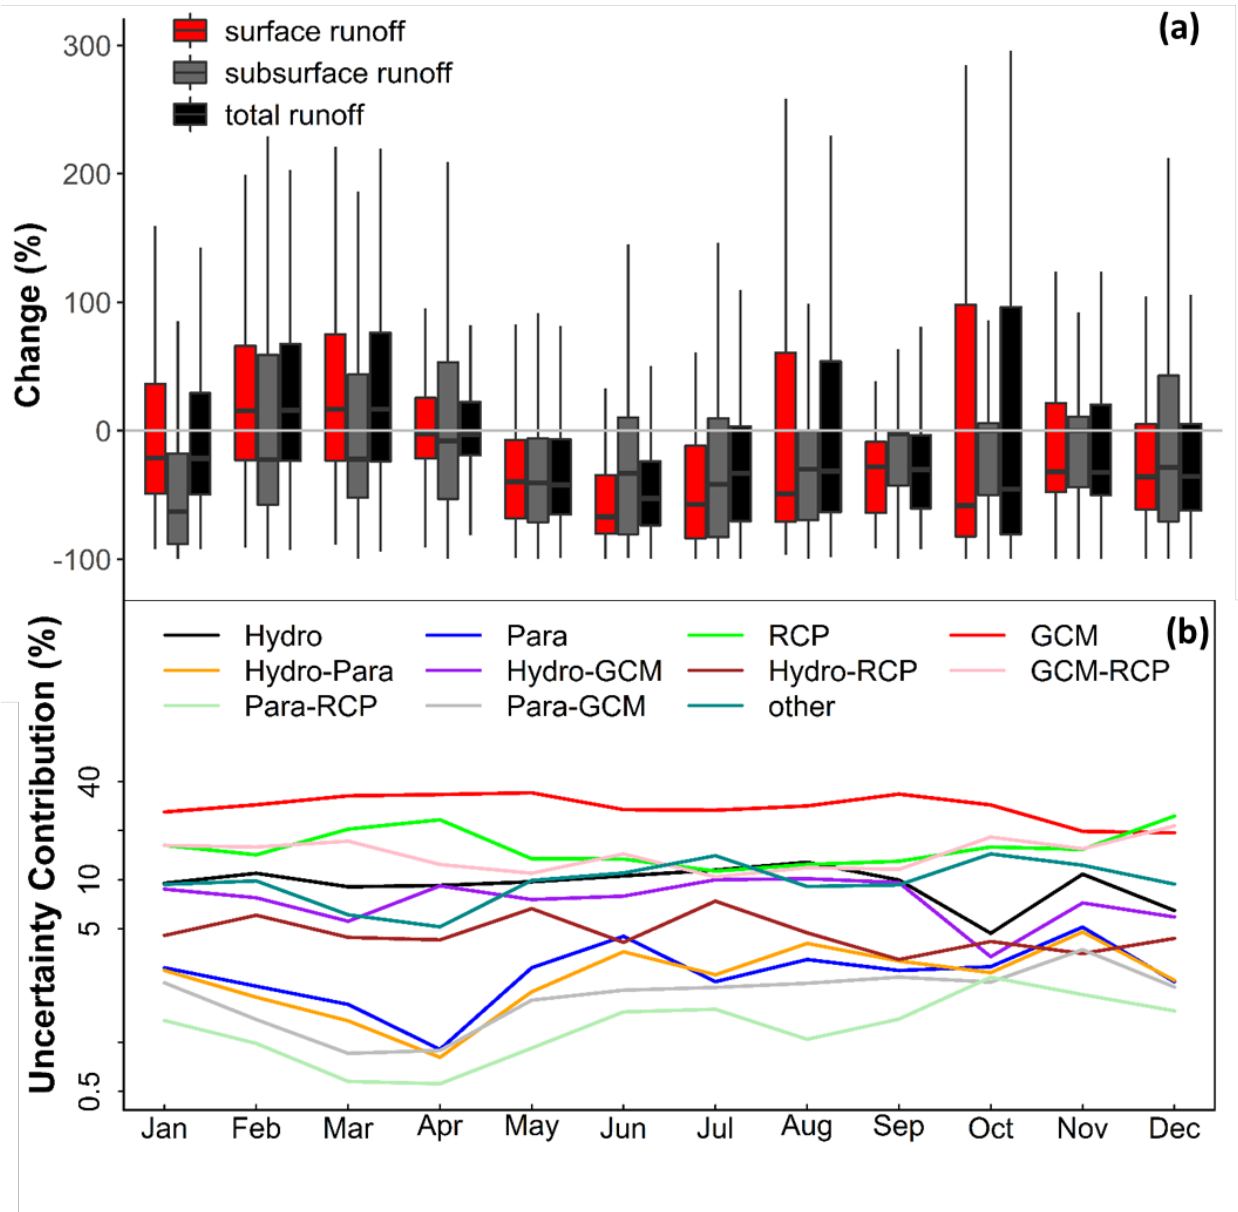 (a)
surface runoff
subsurface runoff
total runoff
300
200
100
0
-100
Change (%)
(b)
Hydro Para RCP GCM
Hydro-Para Hydro-GCM Hydro-RCP GCM-RCP
Para-RCP Para-GCM other
40
10
5
0.5
Uncertainty Contribution (%)
Jan Feb Mar Apr May Jun Jul Aug Sep Oct Nov Dec